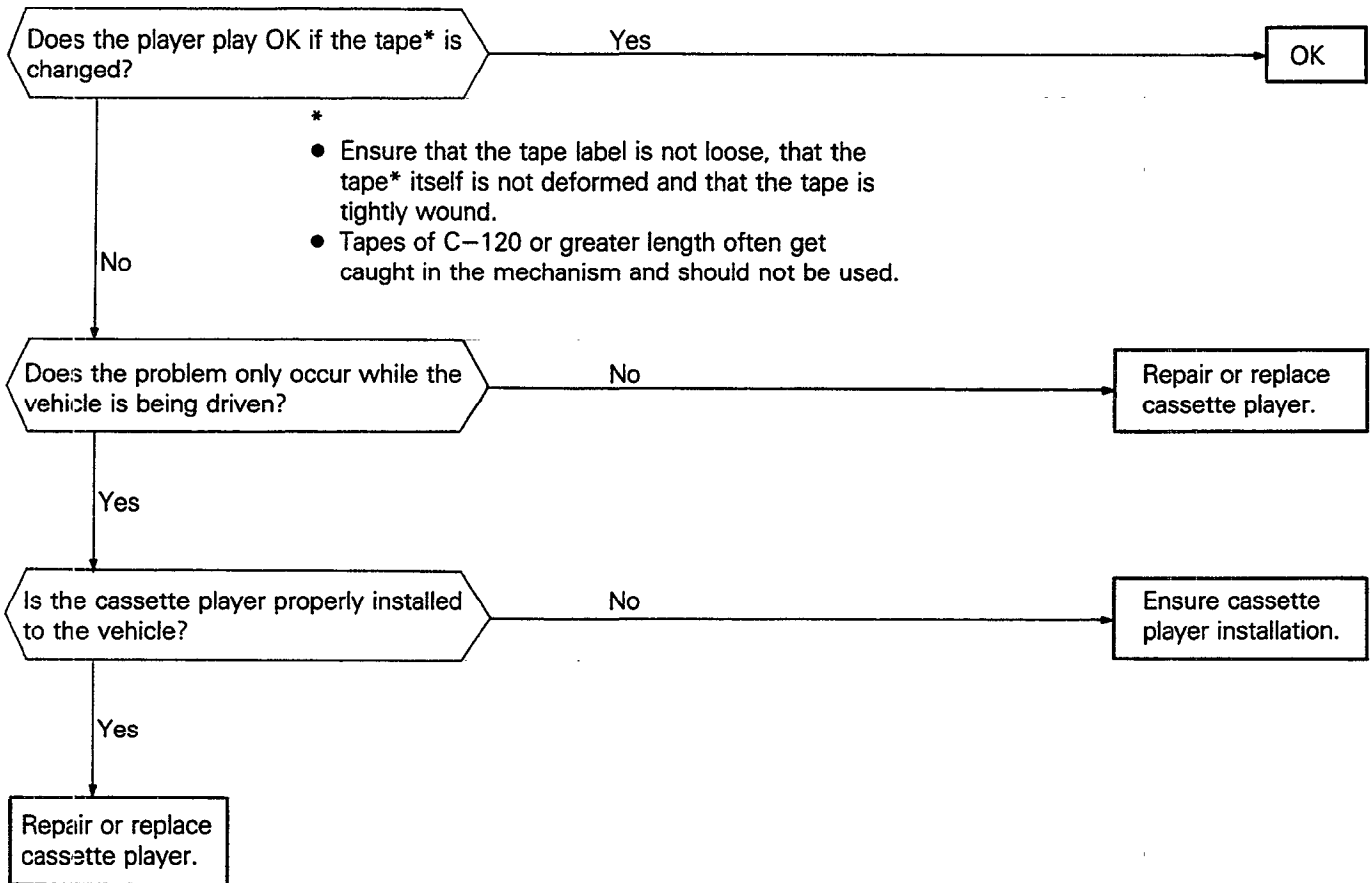 Does the player play OK if the tape* is
changed?
Yes
OK
*
● Ensure that the tape label is not loose, that the
tape* itself is not deformed and that the tape is
tightly wound.
● Tapes of C–120 or greater length often get
caught in the mechanism and should not be used.
No
Does the problem only occur while the
vehicle is being driven?
No
Repair or replace
cassette player.
Yes
Is the cassette player properly installed
to the vehicle?
No
Ensure cassette
player installation.
Yes
Repair or replace
cassette player.